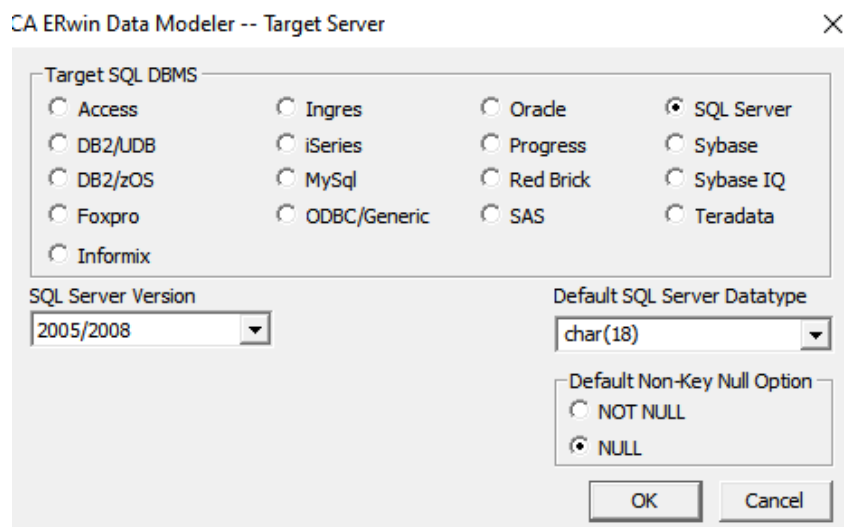 CA ERwin Data Modeler -- Target Server
Target SQL DBMS
Access Ingres Oracle SQL Server
DB2/UDB iSeries Progress Sybase
DB2/zOS MySql Red Brick Sybase IQ
Foxpro ODBC/Generic SAS Teradata
Informix
SQL Server Version Default SQL Server Datatype
2005/2008 char(18)
Default Non-Key Null Option
NOT NULL
NULL
OK Cancel